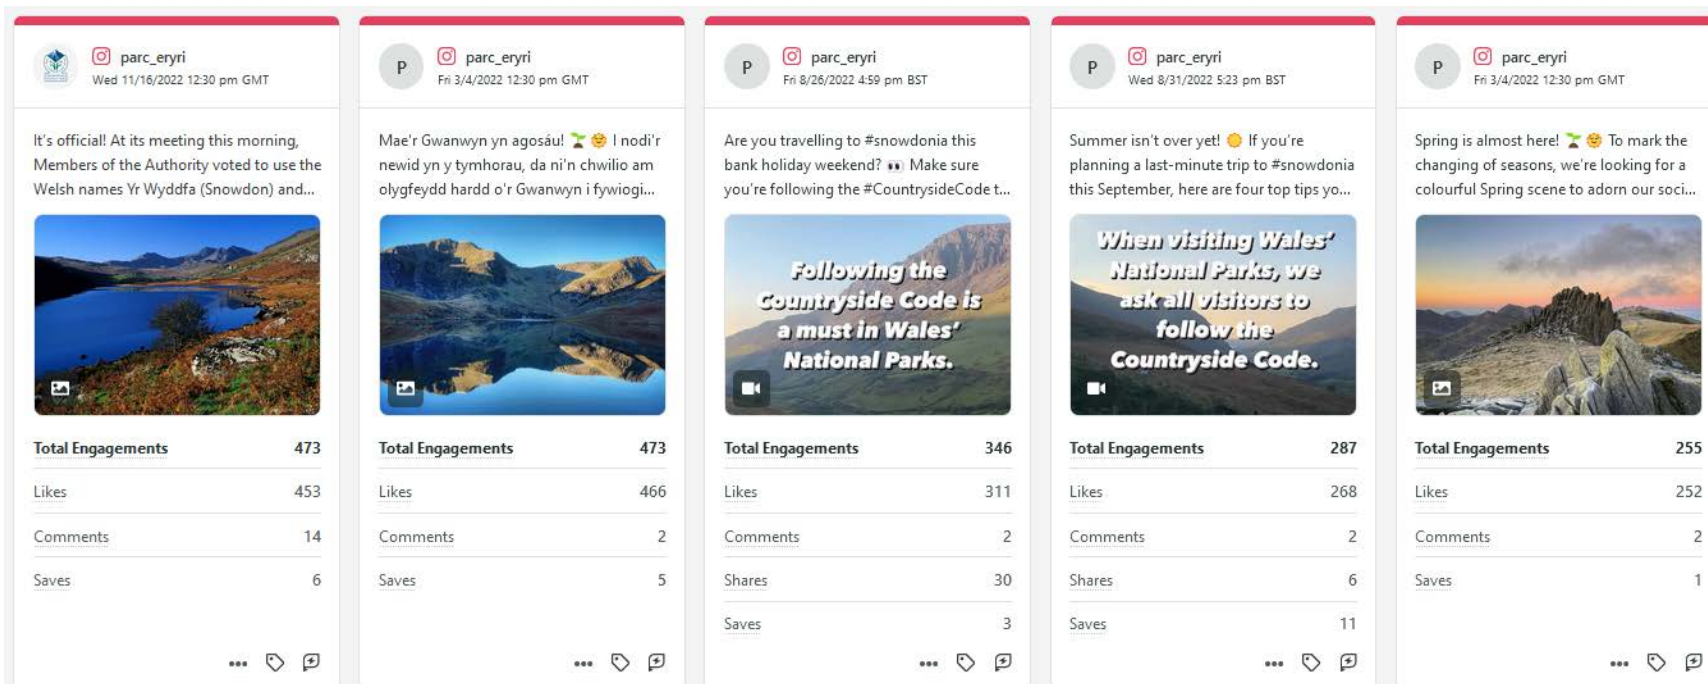 parc_eryri
Wed 11/16/2022 12:30 pm GMT
It's official! At its meeting this morning,
Members of the Authority voted to use the
Welsh names Yr Wyddfa (Snowdon) and...
Total Engagements 473
Likes 453
Comments 14
Saves 6
P
parc_eryri
Fri 3/4/2022 12:30 pm GMT
Mae'r Gwanwyn yn agosáu! 🌱 🌞 I nodi'r
newid yn y tymhorau, da ni'n chwilio am
olygfeydd hardd o'r Gwanwyn i fywiogi...
Total Engagements 473
Likes 466
Comments 2
Saves 5
P
parc_eryri
Fri 8/26/2022 4:59 pm BST
Are you travelling to #snowdonia this
bank holiday weekend? 👀 Make sure
you're following the #CountrysideCode t...
Following the
Countryside Code is
a must in Wales'
National Parks.
Total Engagements 346
Likes 311
Comments 2
Shares 30
Saves 3
P
parc_eryri
Wed 8/31/2022 5:23 pm BST
Summer isn't over yet! 🌞 If you're
planning a last-minute trip to #snowdonia
this September, here are four top tips yo...
When visiting Wales'
National Parks, we
ask all visitors to
follow the
Countryside Code.
Total Engagements 287
Likes 268
Comments 2
Shares 6
Saves 11
P
parc_eryri
Fri 3/4/2022 12:30 pm GMT
Spring is almost here! 🌱 🌞 To mark the
changing of seasons, we're looking for a
colourful Spring scene to adorn our soci...
Total Engagements 255
Likes 252
Comments 2
Saves 1